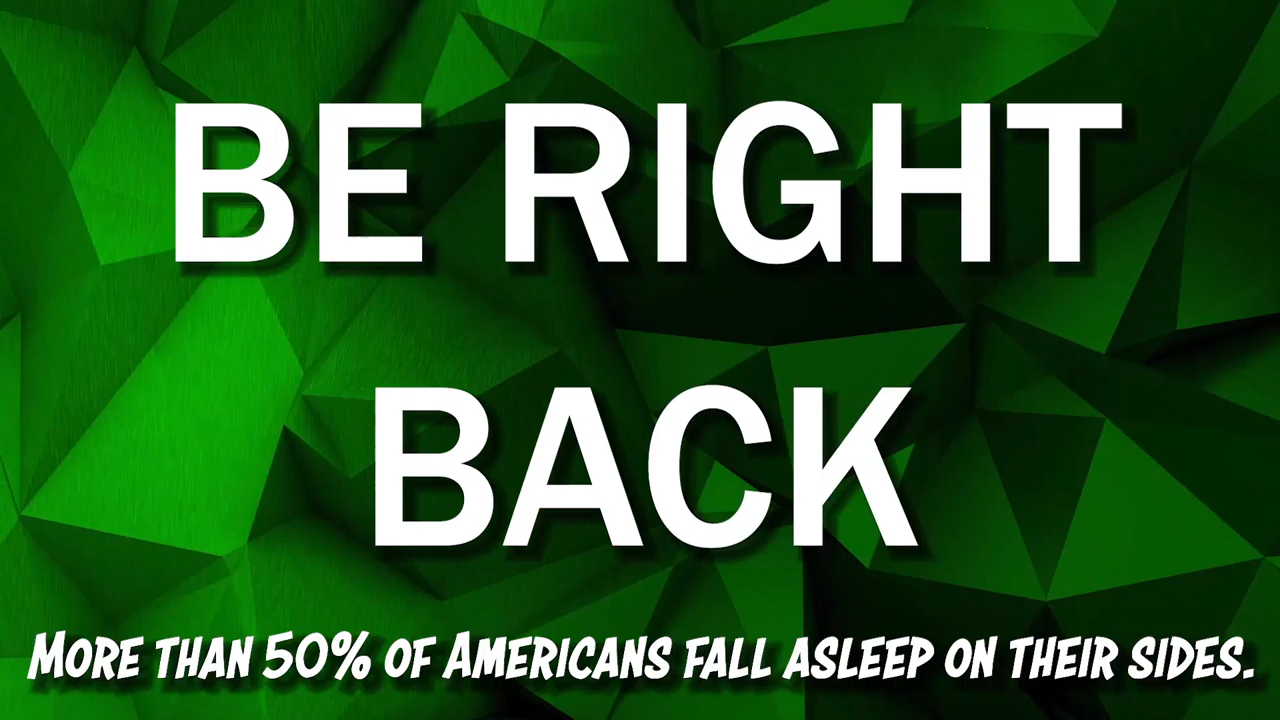 BE RIGHT
BACK
MORE THAN 50% OF AMERICANS FALL ASLEEP ON THEIR SIDES.